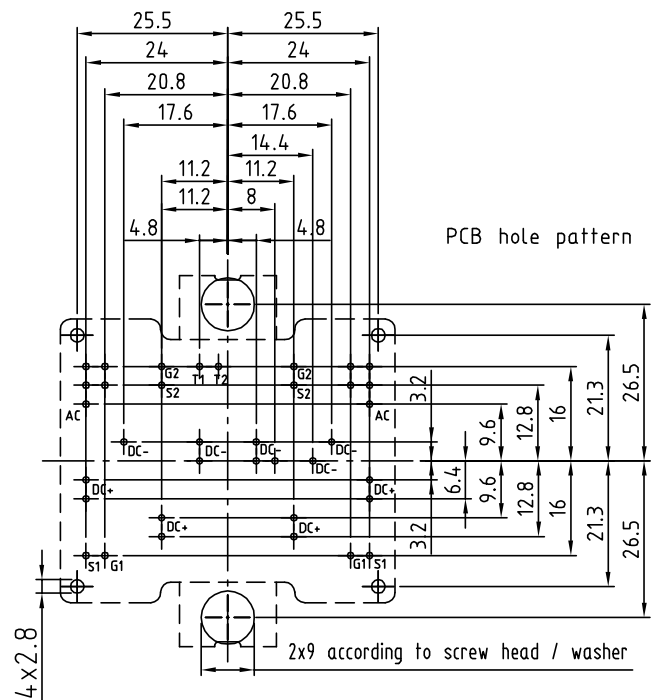 25.5 25.5
24 24
20.8 20.8
17.6 17.6
14.4
11.2 11.2
11.2 8
4.8 4.8
PCB hole pattern
G2 T1 T2 G2
S2 S2
AC AC
DC- DC- DC- DC-
DC-
DC+ DC+
DC+ DC+
S1 G1 G1 S1
3.2
9.6
12.8
16
21.3
26.5
6.4
3.2
9.6
12.8
16
21.3
26.5
4x2.8
2x9 according to screw head / washer